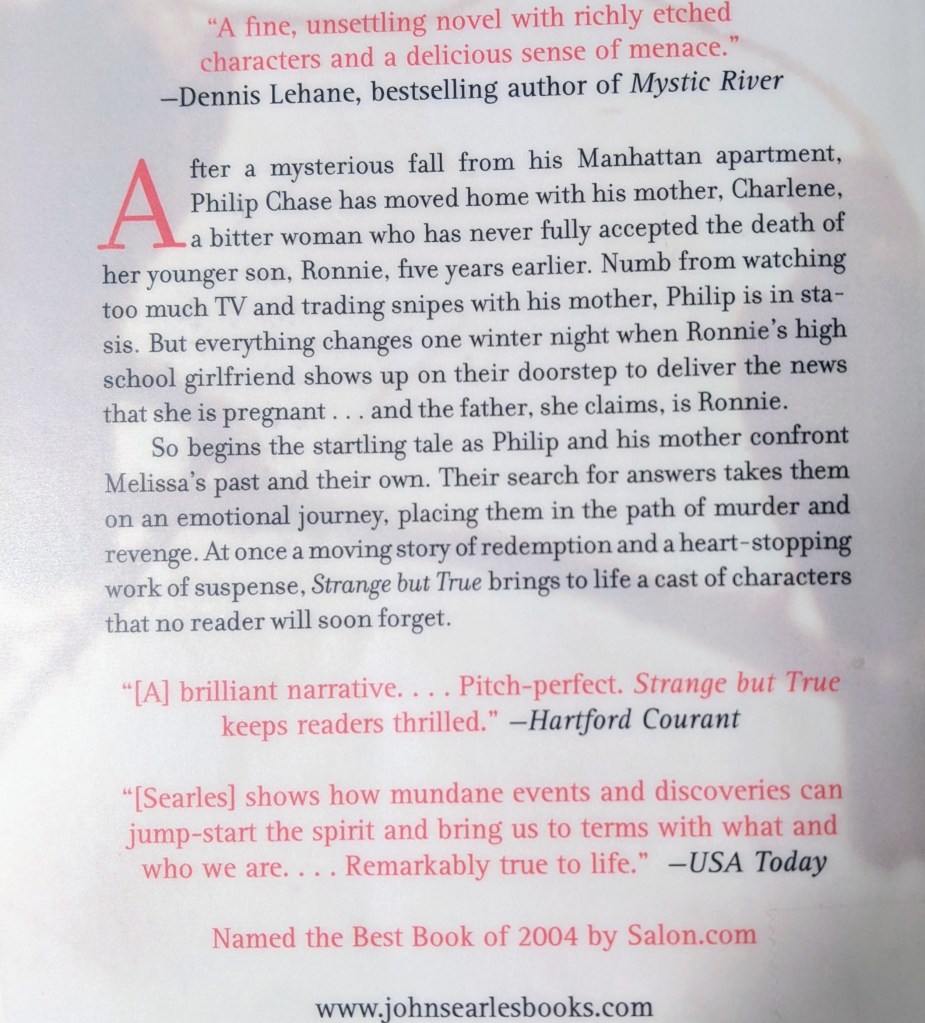 “A fine, unsettling novel with richly etched
characters and a delicious sense of menace.”
—Dennis Lehane, bestselling author of Mystic River
After a mysterious fall from his Manhattan apartment,
Philip Chase has moved home with his mother, Charlene,
a bitter woman who has never fully accepted the death of
her younger son, Ronnie, five years earlier. Numb from watching
too much TV and trading snipes with his mother, Philip is in sta-
sis. But everything changes one winter night when Ronnie’s high
school girlfriend shows up on their doorstep to deliver the news
that she is pregnant . . . and the father, she claims, is Ronnie.
So begins the startling tale as Philip and his mother confront
Melissa’s past and their own. Their search for answers takes them
on an emotional journey, placing them in the path of murder and
revenge. At once a moving story of redemption and a heart-stopping
work of suspense, Strange but True brings to life a cast of characters
that no reader will soon forget.
“[A] brilliant narrative. . . . Pitch-perfect. Strange but True
keeps readers thrilled.” —Hartford Courant
“[Searles] shows how mundane events and discoveries can
jump-start the spirit and bring us to terms with what and
who we are. . . . Remarkably true to life.” —USA Today
Named the Best Book of 2004 by Salon.com
www.johnsearlesbooks.com